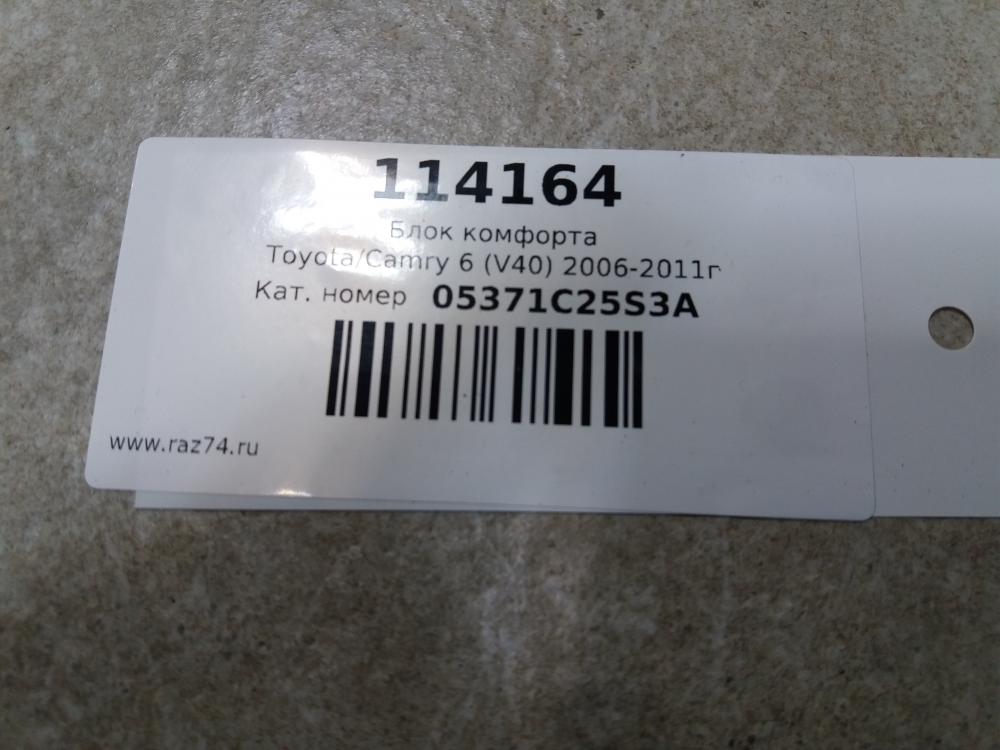 114164
Блок комфорта
Toyota/Camry 6 (V40) 2006-2011г
Кат. номер 05371C25S3A
www.raz74.ru